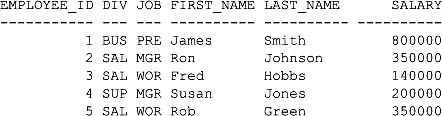 EMPLOYEE_ID DIV JOB FIRST_NAME LAST_NAME SALARY
----------- --- --- ---------- ---------- ----------
1 BUS PRE James Smith 800000
2 SAL MGR Ron Johnson 350000
3 SAL WOR Fred Hobbs 140000
4 SUP MGR Susan Jones 200000
5 SAL WOR Rob Green 350000